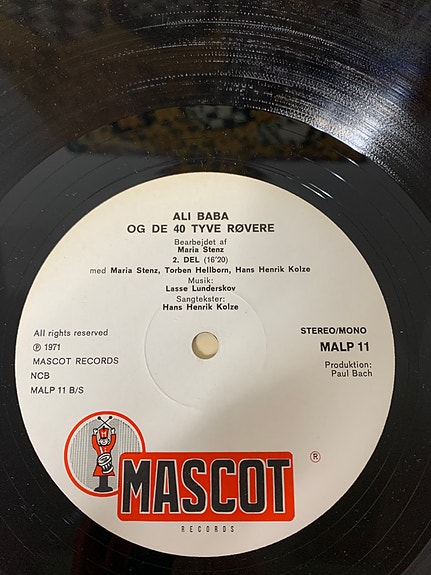 ALI BABA
OG DE 40 TYVE RØVERE
Bearbejdet af
Maria Stenz
2. DEL (16'20)
med Maria Stenz, Torben Hellborn, Hans Henrik Kolze
Musik:
Lasse Lunderskov
Sangtekster:
Hans Henrik Kolze
All rights reserved
Ⓟ 1971
MASCOT RECORDS
NCB
MALP 11 B/S
STEREO/MONO
MALP 11
Produktion:
Paul Bach
M
MASCOT ®
RECORDS